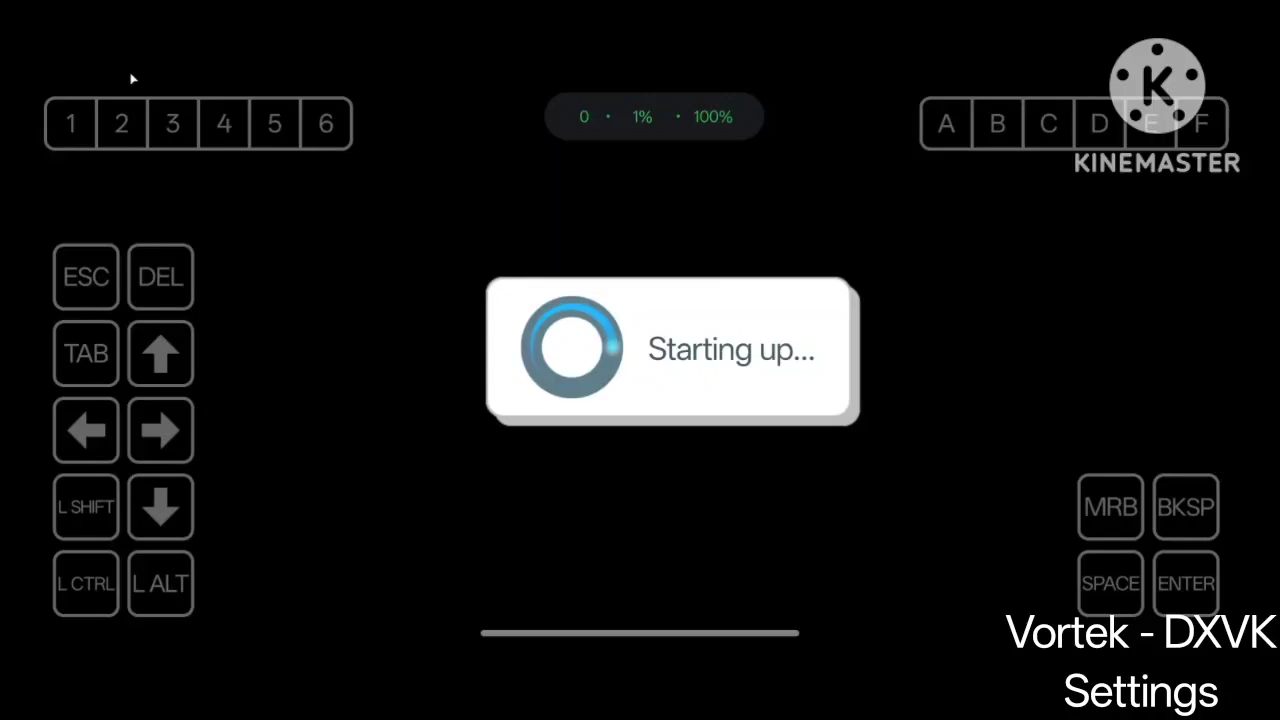 1 2 3 4 5 6
0 · 1% · 100%
A B C D E F
K
KINEMASTER
ESC DEL
TAB
Starting up...
L SHIFT
MRB BKSP
L CTRL L ALT
SPACE ENTER
Vortek - DXVK
Settings